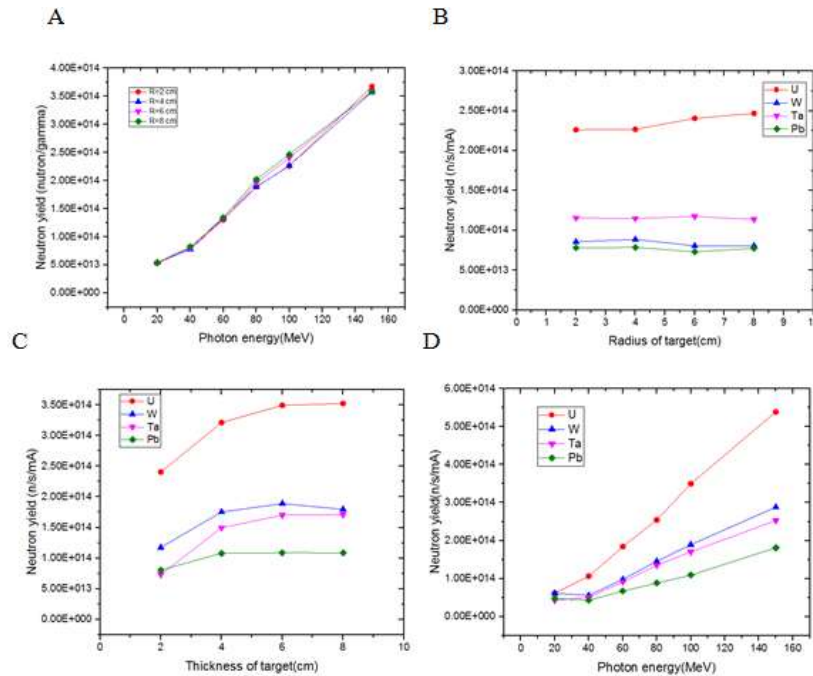 A
4.00E+014
3.50E+014
3.00E+014
2.50E+014
2.00E+014
1.50E+014
1.00E+014
5.00E+013
0.00E+000
Neutron yield (nutron/gamma)
R=2 cm
R=4 cm
R=6 cm
R=8 cm
0 20 40 60 80 100 120 140 160
Photon energy(MeV)
B
3.00E+014
2.50E+014
2.00E+014
1.50E+014
1.00E+014
5.00E+013
0.00E+000
Neutron yield (n/s/mA)
U
W
Ta
Pb
0 1 2 3 4 5 6 7 8 9 10
Radius of target(cm)
C
3.50E+014
3.00E+014
2.50E+014
2.00E+014
1.50E+014
1.00E+014
5.00E+013
0.00E+000
Neutron yield (n/s/mA)
U
W
Ta
Pb
0 2 4 6 8 10
Thickness of target(cm)
D
6.00E+014
5.00E+014
4.00E+014
3.00E+014
2.00E+014
1.00E+014
0.00E+000
Neutron yield(n/s/mA)
U
W
Ta
Pb
0 20 40 60 80 100 120 140 160
Photon energy(MeV)